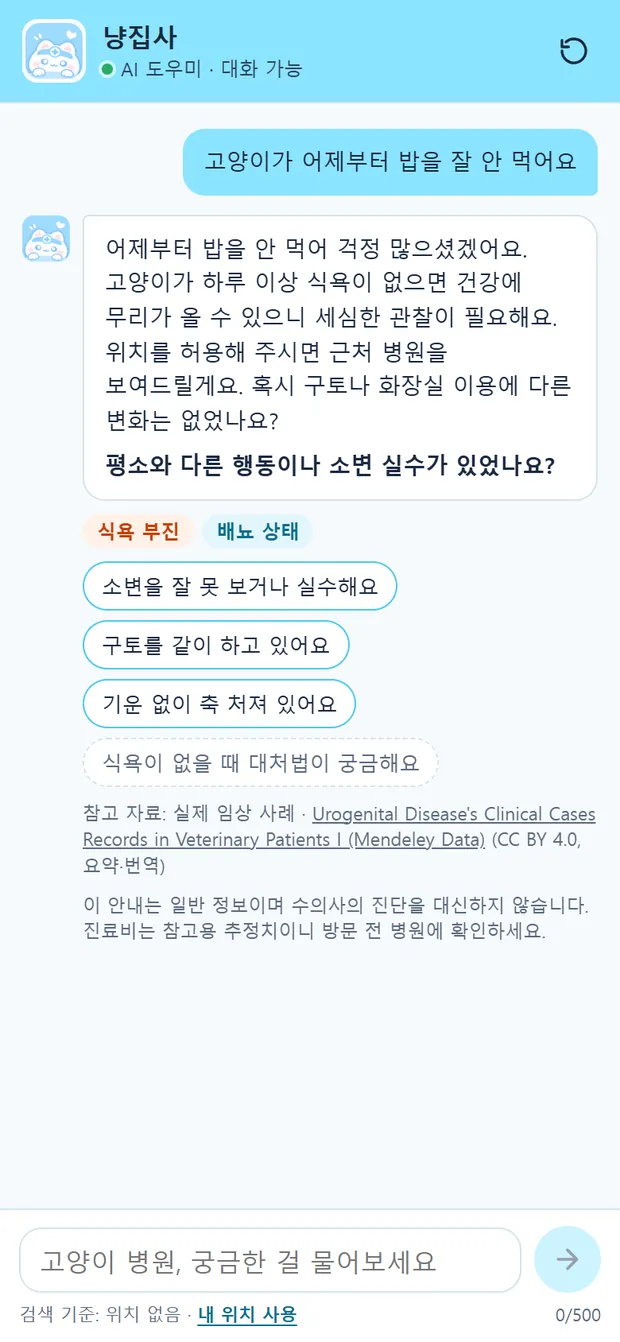 냥집사
AI 도우미 · 대화 가능
고양이가 어제부터 밥을 잘 안 먹어요
어제부터 밥을 안 먹어 걱정 많으셨겠어요.
고양이가 하루 이상 식욕이 없으면 건강에
무리가 올 수 있으니 세심한 관찰이 필요해요.
위치를 허용해 주시면 근처 병원을
보여드릴게요. 혹시 구토나 화장실 이용에 다른
변화는 없었나요?
평소와 다른 행동이나 소변 실수가 있었나요?
식욕 부진 배뇨 상태
소변을 잘 못 보거나 실수해요
구토를 같이 하고 있어요
기운 없이 축 처져 있어요
식욕이 없을 때 대처법이 궁금해요
참고 자료: 실제 임상 사례 · Urogenital Disease's Clinical Cases
Records in Veterinary Patients I (Mendeley Data) (CC BY 4.0,
요약·번역)
이 안내는 일반 정보이며 수의사의 진단을 대신하지 않습니다.
진료비는 참고용 추정치이니 방문 전 병원에 확인하세요.
고양이 병원, 궁금한 걸 물어보세요
검색 기준: 위치 없음 · 내 위치 사용 0/500